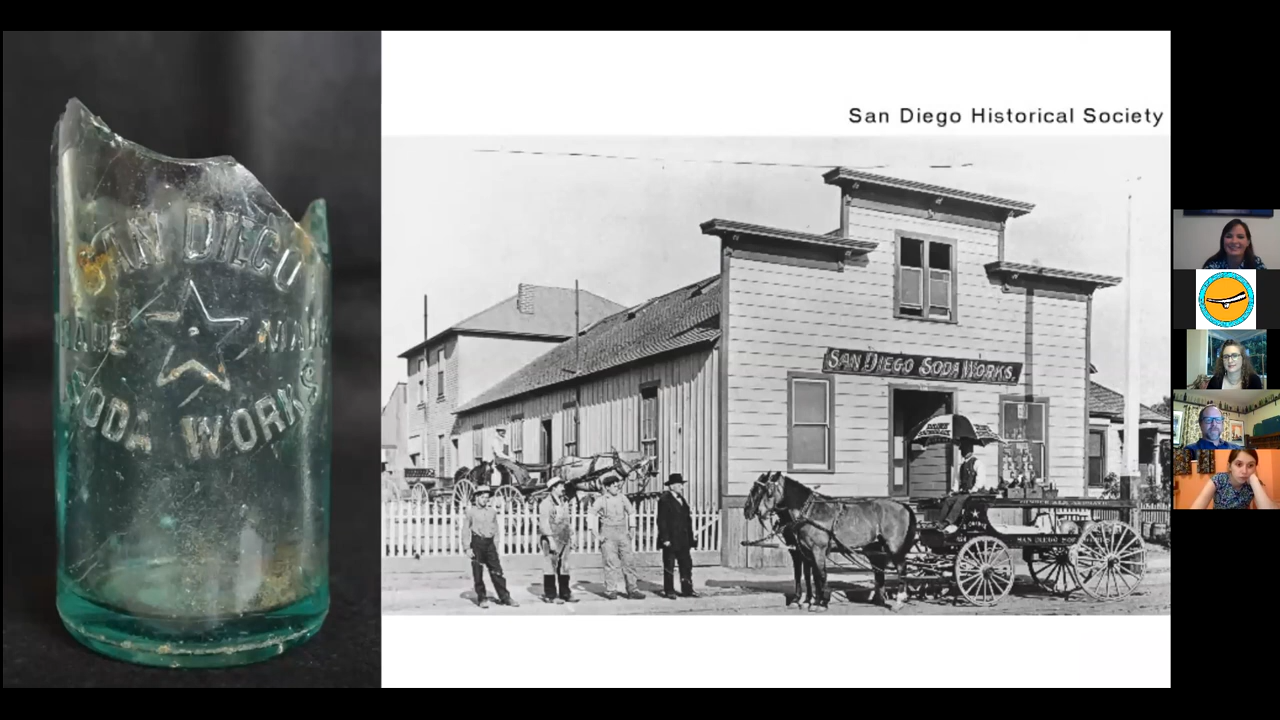 SAN DIEGO
TRADE MARK
SODA WORKS
San Diego Historical Society
SAN DIEGO SODA WORKS.